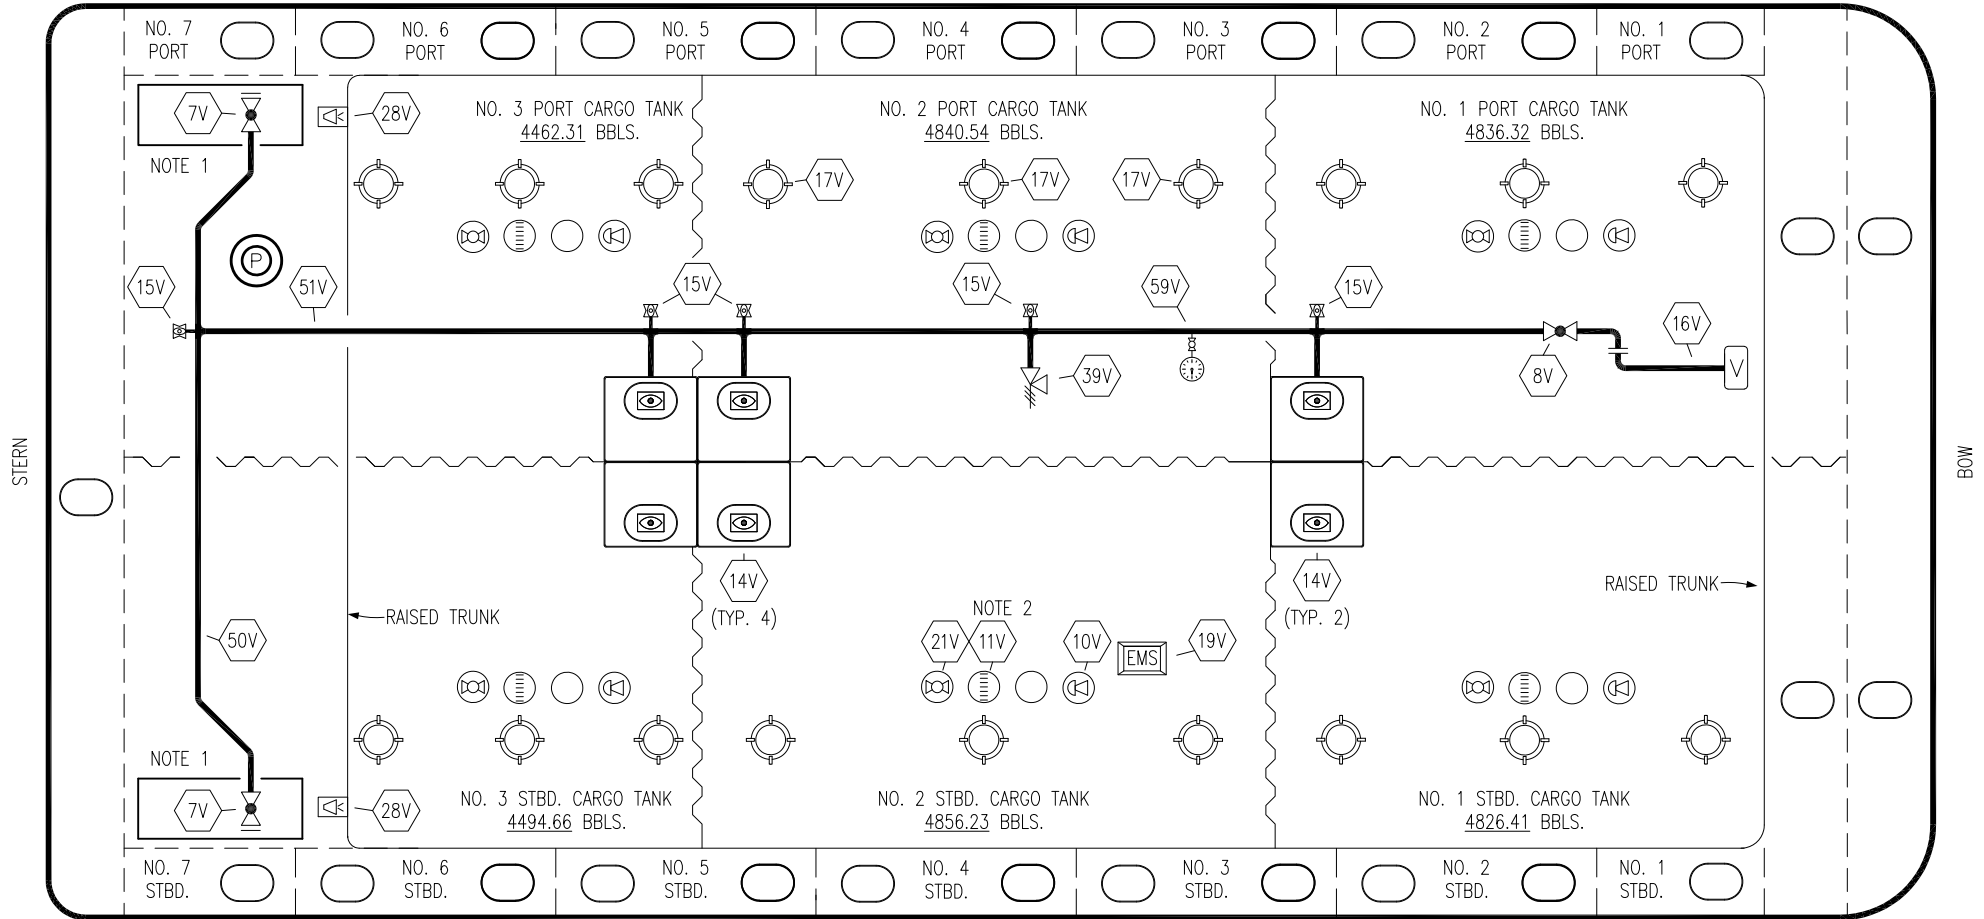 NO. 7
PORT
NO. 6
PORT
NO. 5
PORT
NO. 4
PORT
NO. 3
PORT
NO. 2
PORT
NO. 1
PORT
7V
28V
NOTE 1
NO. 3 PORT CARGO TANK
4462.31 BBLS.
NO. 2 PORT CARGO TANK
4840.54 BBLS.
NO. 1 PORT CARGO TANK
4836.32 BBLS.
17V
17V
17V
P
15V
51V
15V
15V
59V
15V
16V
39V
8V
V
STERN
BOW
14V
(TYP. 4)
14V
(TYP. 2)
RAISED TRUNK
RAISED TRUNK
NOTE 2
50V
21V
11V
10V
EMS
19V
NOTE 1
7V
28V
NO. 3 STBD. CARGO TANK
4494.66 BBLS.
NO. 2 STBD. CARGO TANK
4856.23 BBLS.
NO. 1 STBD. CARGO TANK
4826.41 BBLS.
NO. 7
STBD.
NO. 6
STBD.
NO. 5
STBD.
NO. 4
STBD.
NO. 3
STBD.
NO. 2
STBD.
NO. 1
STBD.